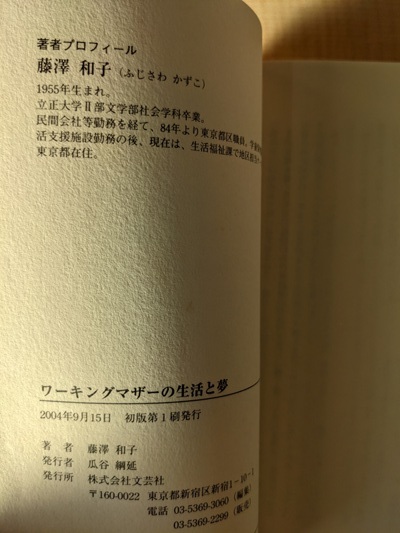 著者プロフィール
藤澤 和子（ふじさわ かずこ）
1955年生まれ。
立正大学Ⅱ部文学部社会学科卒業。
民間会社等勤務を経て、84年より東京都区職員。学童
活支援施設勤務の後、現在は、生活福祉課で地区担当
東京都在住。
ワーキングマザーの生活と夢
2004年9月15日 初版第1刷発行
著 者 藤澤 和子
発行者 瓜谷 綱延
発行所 株式会社文芸社
〒160-0022 東京都新宿区新宿1－10－1
電話 03-5369-3060（編集）
03-5369-2299（販売）